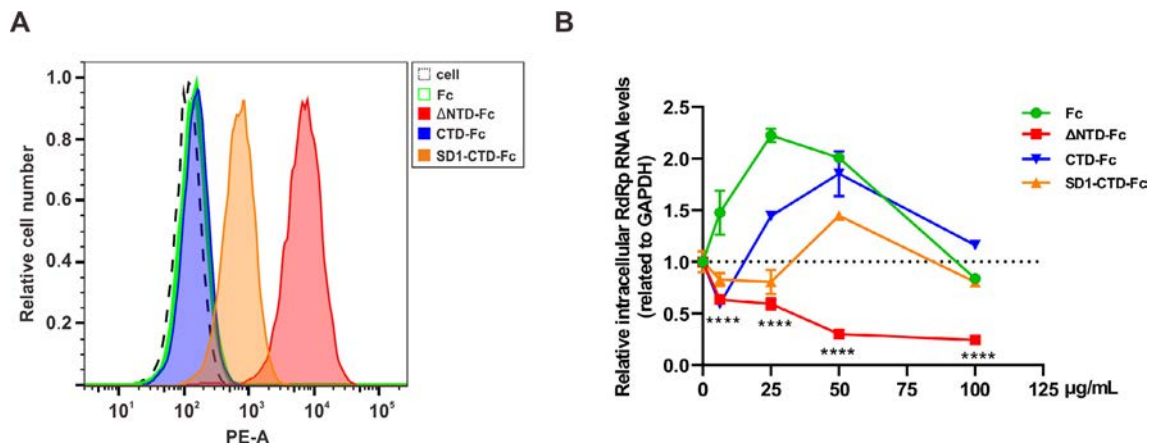 A
1.0
0.8
0.6
0.4
0.2
Relative cell number
10¹ 10² 10³ 10⁴ 10⁵
PE-A
cell
Fc
ΔNTD-Fc
CTD-Fc
SD1-CTD-Fc
B
Relative intracellular RdRp RNA levels
(related to GAPDH)
2.5
2.0
1.5
1.0
0.5
0.0
0 25 50 75 100 125 μg/mL
**** **** **** ****
Fc
ΔNTD-Fc
CTD-Fc
SD1-CTD-Fc